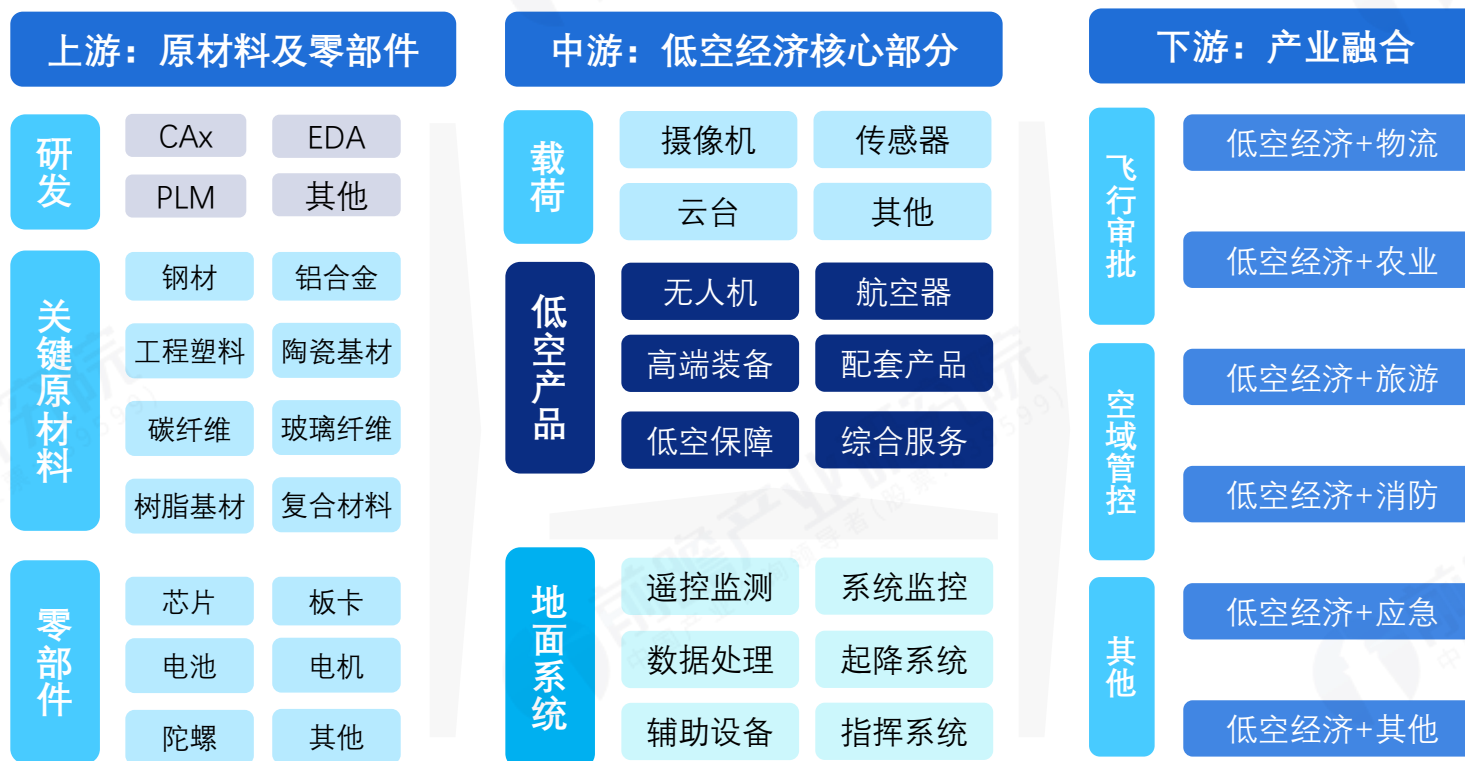 上游：原材料及零部件
研发
CAx
EDA
PLM
其他
关键原材料
钢材
铝合金
工程塑料
陶瓷基材
碳纤维
玻璃纤维
树脂基材
复合材料
零部件
芯片
板卡
电池
电机
陀螺
其他
中游：低空经济核心部分
载荷
摄像机
传感器
云台
其他
低空产品
无人机
航空器
高端装备
配套产品
低空保障
综合服务
地面系统
遥控监测
系统监控
数据处理
起降系统
辅助设备
指挥系统
下游：产业融合
飞行审批
空域管控
其他
低空经济+物流
低空经济+农业
低空经济+旅游
低空经济+消防
低空经济+应急
低空经济+其他
前瞻产业研究院